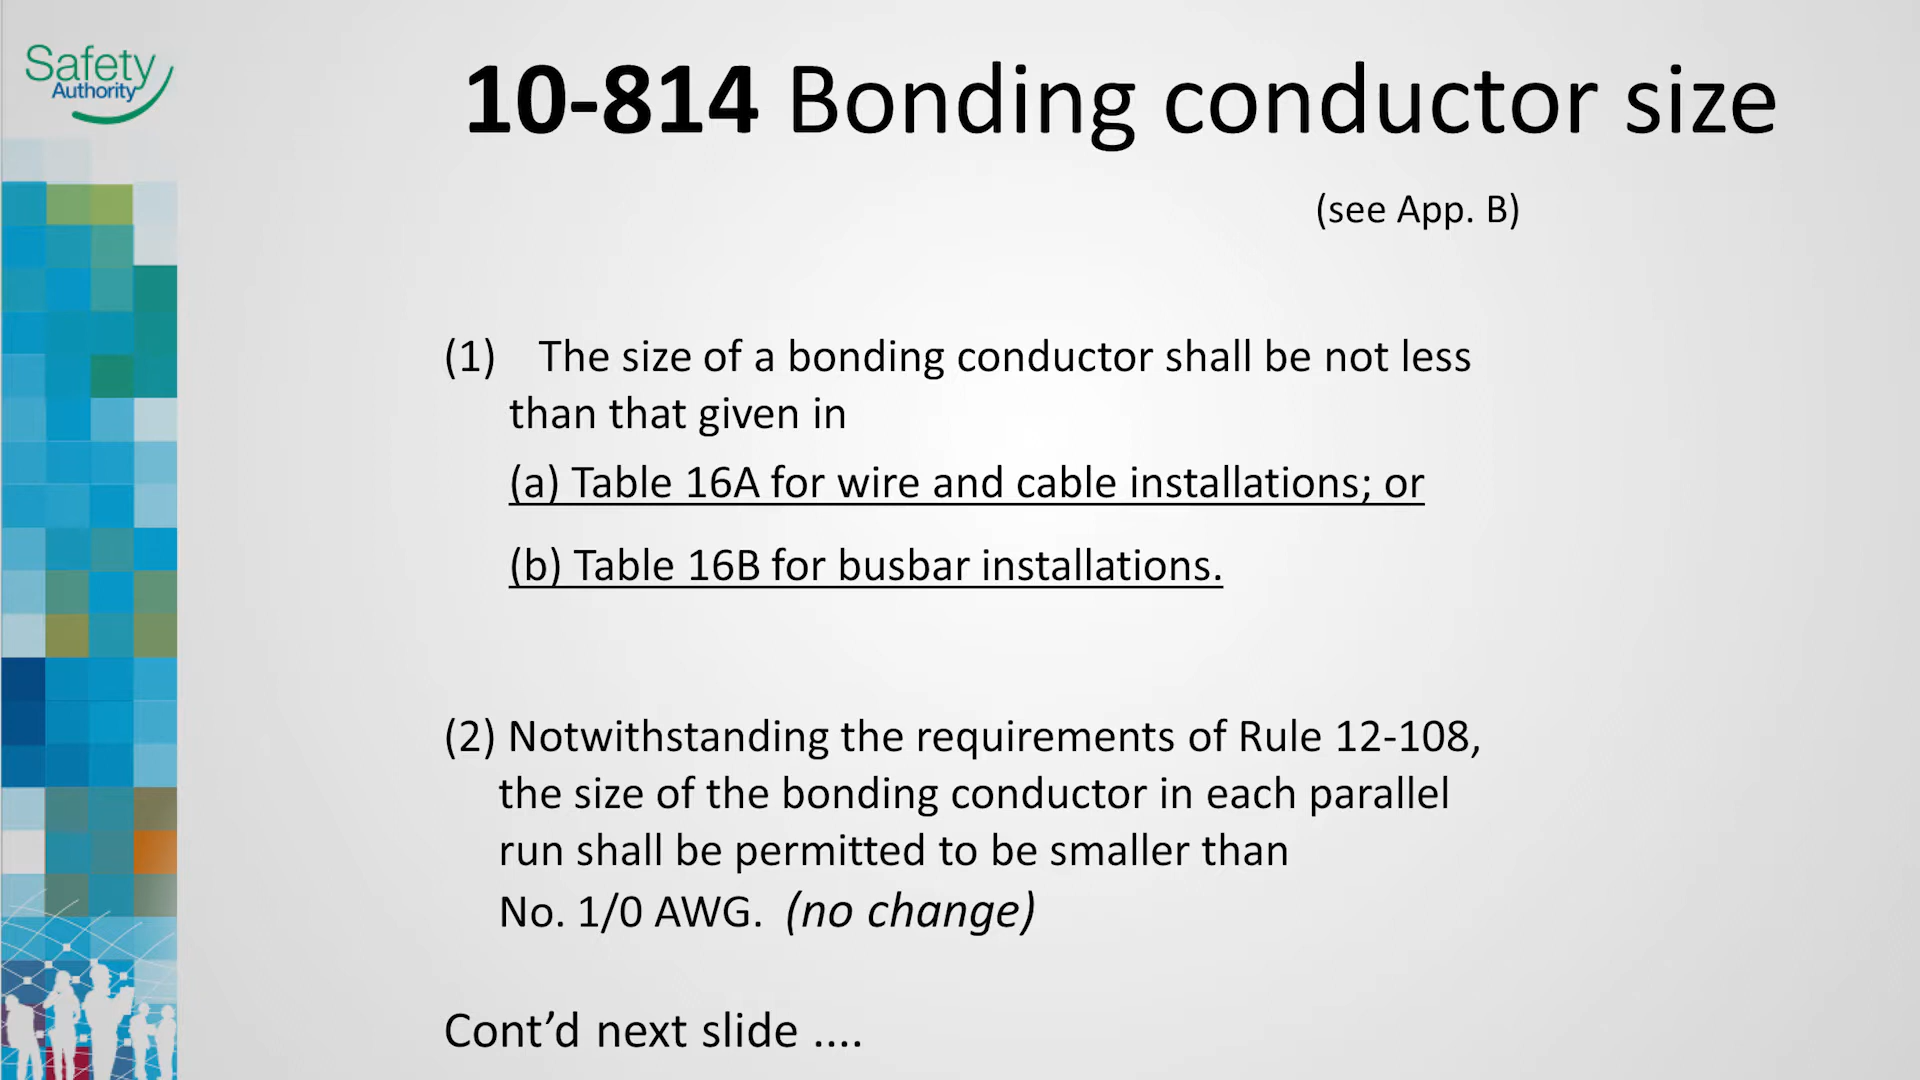 Safety
Authority
10-814 Bonding conductor size
(see App. B)
(1) The size of a bonding conductor shall be not less
than that given in
(a) Table 16A for wire and cable installations; or
(b) Table 16B for busbar installations.
(2) Notwithstanding the requirements of Rule 12-108,
the size of the bonding conductor in each parallel
run shall be permitted to be smaller than
No. 1/0 AWG. (no change)
Cont’d next slide ....